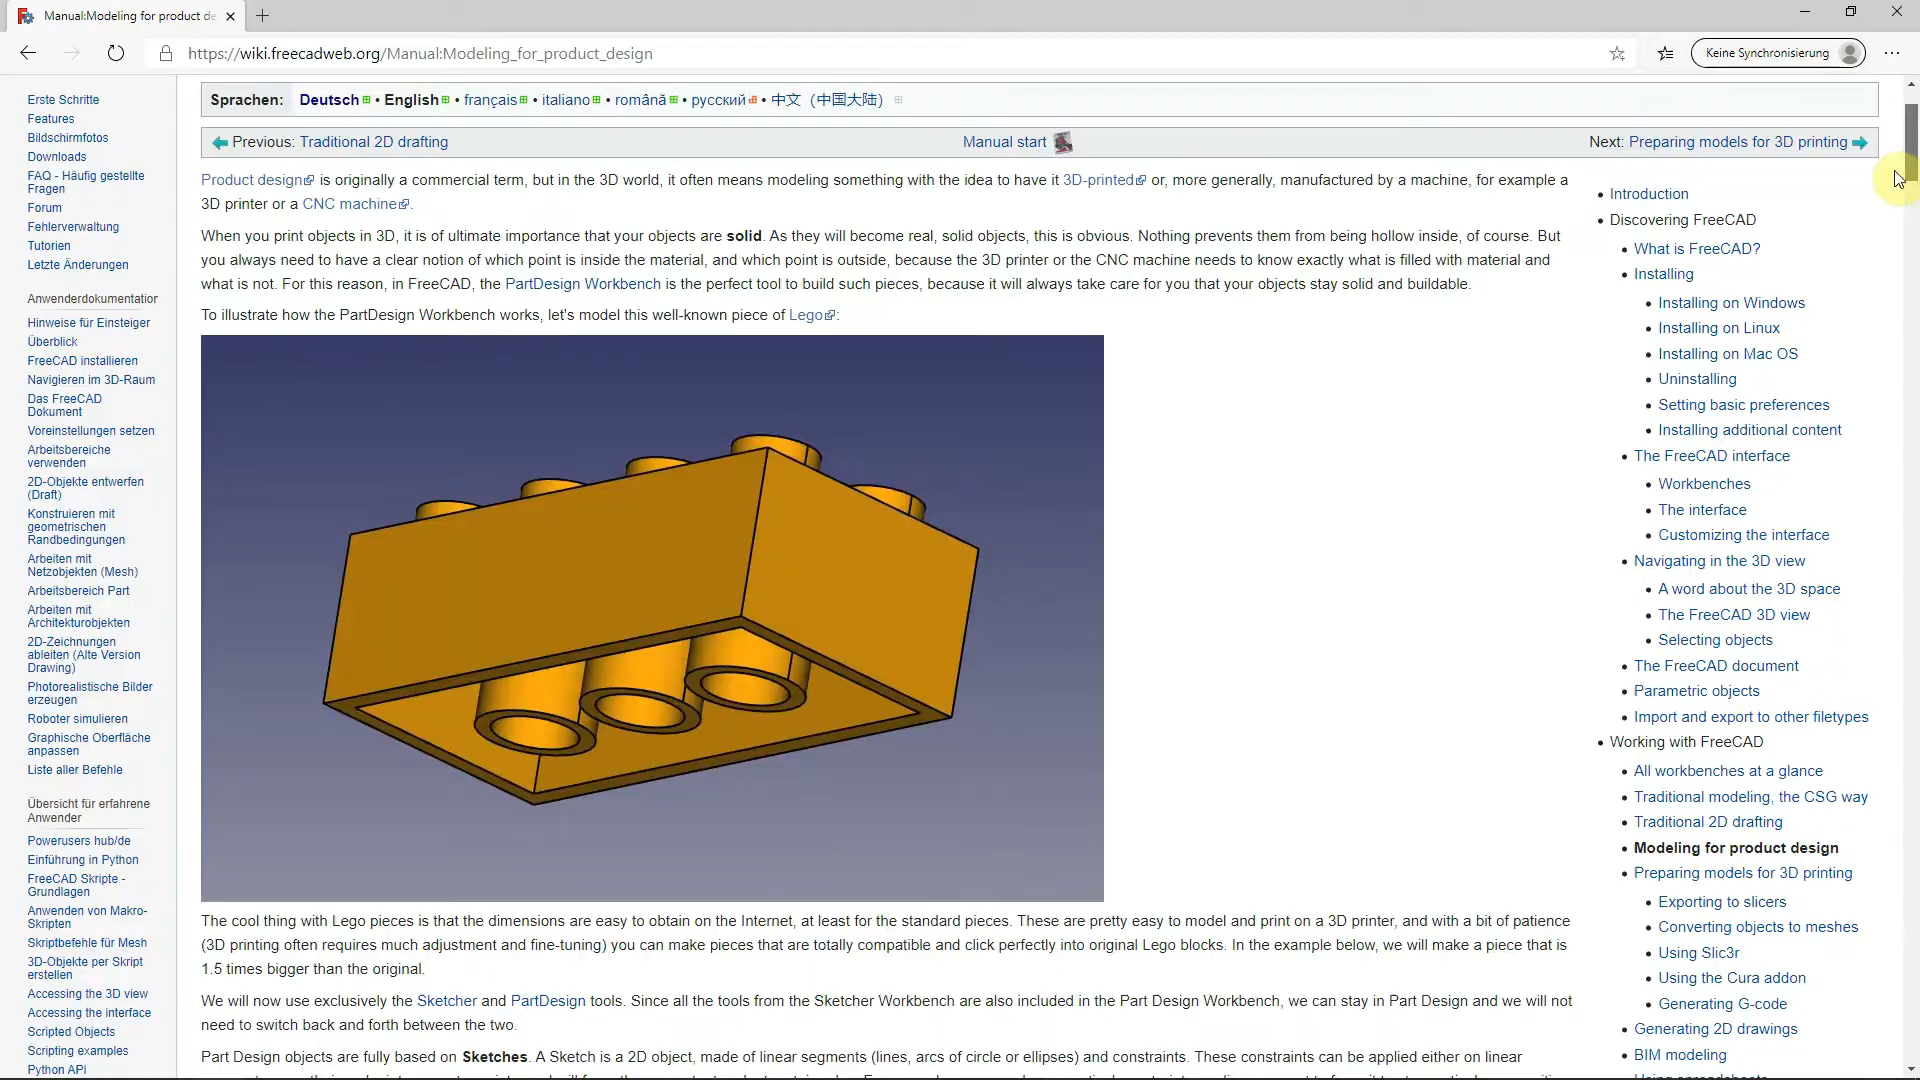 Manual:Modeling for product de
https://wiki.freecadweb.org/Manual:Modeling_for_product_design
Keine Synchronisierung
Erste Schritte
Features
Bildschirmfotos
Downloads
FAQ - Häufig gestellte
Fragen
Forum
Fehlerverwaltung
Tutorien
Letzte Änderungen
Anwenderdokumentation
Hinweise für Einsteiger
Überblick
FreeCAD installieren
Navigieren im 3D-Raum
Das FreeCAD
Dokument
Voreinstellungen setzen
Arbeitsbereiche
verwenden
2D-Objekte entwerfen
(Draft)
Konstruieren mit
geometrischen
Randbedingungen
Arbeiten mit
Netzobjekten (Mesh)
Arbeitsbereich Part
Arbeiten mit
Architekturobjekten
2D-Zeichnungen
ableiten (Alte Version
Drawing)
Photorealistische Bilder
erzeugen
Roboter simulieren
Graphische Oberfläche
anpassen
Liste aller Befehle
Übersicht für erfahrene
Anwender
Powerusers hub/de
Einführung in Python
FreeCAD Skripte -
Grundlagen
Anwenden von Makro-
Skripten
Skriptbefehle für Mesh
3D-Objekte per Skript
erstellen
Accessing the 3D view
Accessing the interface
Scripted Objects
Scripting examples
Python API
Sprachen: Deutsch • English • français • italiano • română • русский • 中文（中国大陆）
Previous: Traditional 2D drafting
Manual start
Next: Preparing models for 3D printing
Product design is originally a commercial term, but in the 3D world, it often means modeling something with the idea to have it 3D-printed or, more generally, manufactured by a machine, for example a
3D printer or a CNC machine.
When you print objects in 3D, it is of ultimate importance that your objects are solid. As they will become real, solid objects, this is obvious. Nothing prevents them from being hollow inside, of course. But
you always need to have a clear notion of which point is inside the material, and which point is outside, because the 3D printer or the CNC machine needs to know exactly what is filled with material and
what is not. For this reason, in FreeCAD, the PartDesign Workbench is the perfect tool to build such pieces, because it will always take care for you that your objects stay solid and buildable.
To illustrate how the PartDesign Workbench works, let's model this well-known piece of Lego:
The cool thing with Lego pieces is that the dimensions are easy to obtain on the Internet, at least for the standard pieces. These are pretty easy to model and print on a 3D printer, and with a bit of patience
(3D printing often requires much adjustment and fine-tuning) you can make pieces that are totally compatible and click perfectly into original Lego blocks. In the example below, we will make a piece that is
1.5 times bigger than the original.
We will now use exclusively the Sketcher and PartDesign tools. Since all the tools from the Sketcher Workbench are also included in the Part Design Workbench, we can stay in Part Design and we will not
need to switch back and forth between the two.
Part Design objects are fully based on Sketches. A Sketch is a 2D object, made of linear segments (lines, arcs of circle or ellipses) and constraints. These constraints can be applied either on linear
• Introduction
• Discovering FreeCAD
• What is FreeCAD?
• Installing
• Installing on Windows
• Installing on Linux
• Installing on Mac OS
• Uninstalling
• Setting basic preferences
• Installing additional content
• The FreeCAD interface
• Workbenches
• The interface
• Customizing the interface
• Navigating in the 3D view
• A word about the 3D space
• The FreeCAD 3D view
• Selecting objects
• The FreeCAD document
• Parametric objects
• Import and export to other filetypes
• Working with FreeCAD
• All workbenches at a glance
• Traditional modeling, the CSG way
• Traditional 2D drafting
• Modeling for product design
• Preparing models for 3D printing
• Exporting to slicers
• Converting objects to meshes
• Using Slic3r
• Using the Cura addon
• Generating G-code
• Generating 2D drawings
• BIM modeling